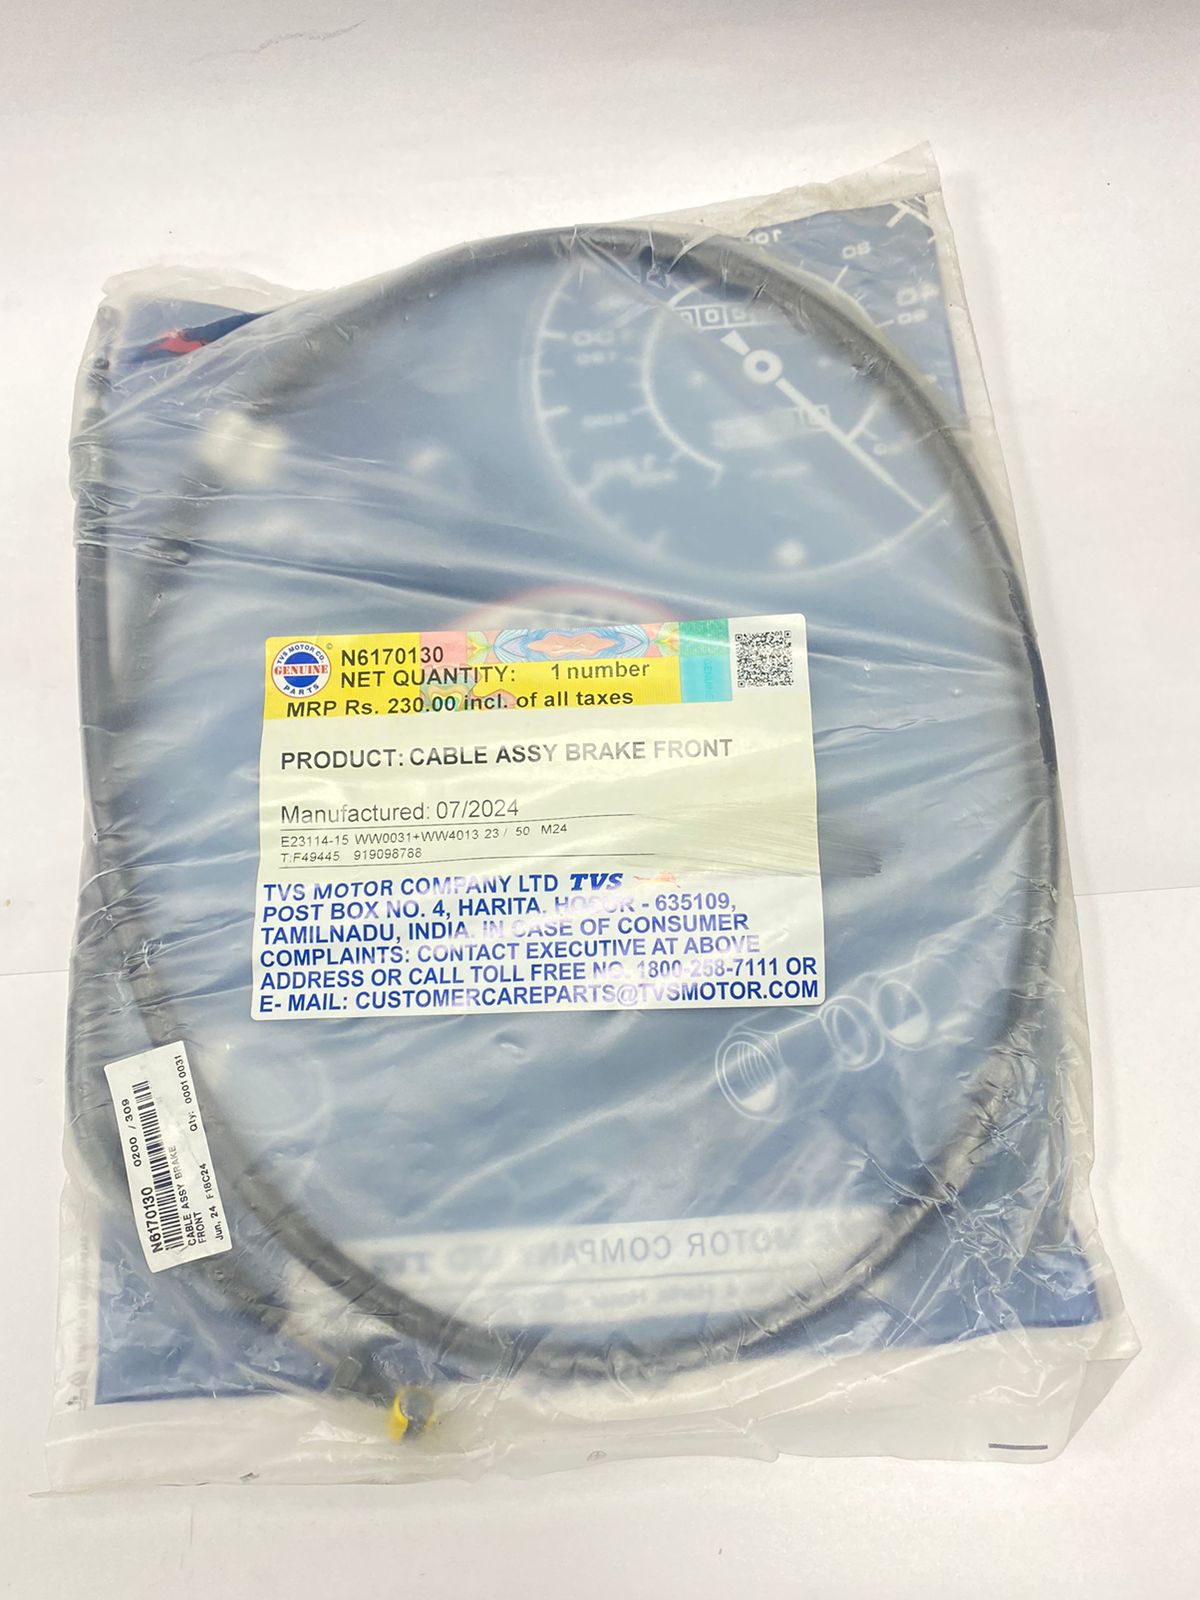 TVS MOTOR CO.
GENUINE
PARTS
N6170130
NET QUANTITY: 1 number
MRP Rs. 230.00 incl. of all taxes
PRODUCT: CABLE ASSY BRAKE FRONT
Manufactured: 07/2024
E23114-15 WW0031+WW4013 23 / 50 M24
T:F49445 919098788
TVS MOTOR COMPANY LTD TVS
POST BOX NO. 4, HARITA, HOSUR - 635109,
TAMILNADU, INDIA. IN CASE OF CONSUMER
COMPLAINTS: CONTACT EXECUTIVE AT ABOVE
ADDRESS OR CALL TOLL FREE NO. 1800-258-7111 OR
E- MAIL: CUSTOMERCAREPARTS@TVSMOTOR.COM
N6170130 0200 / 309
CABLE ASSY BRAKE Qty: 0001 0031
FRONT
Jun, 24 F18C24
MOTOR COMPAN